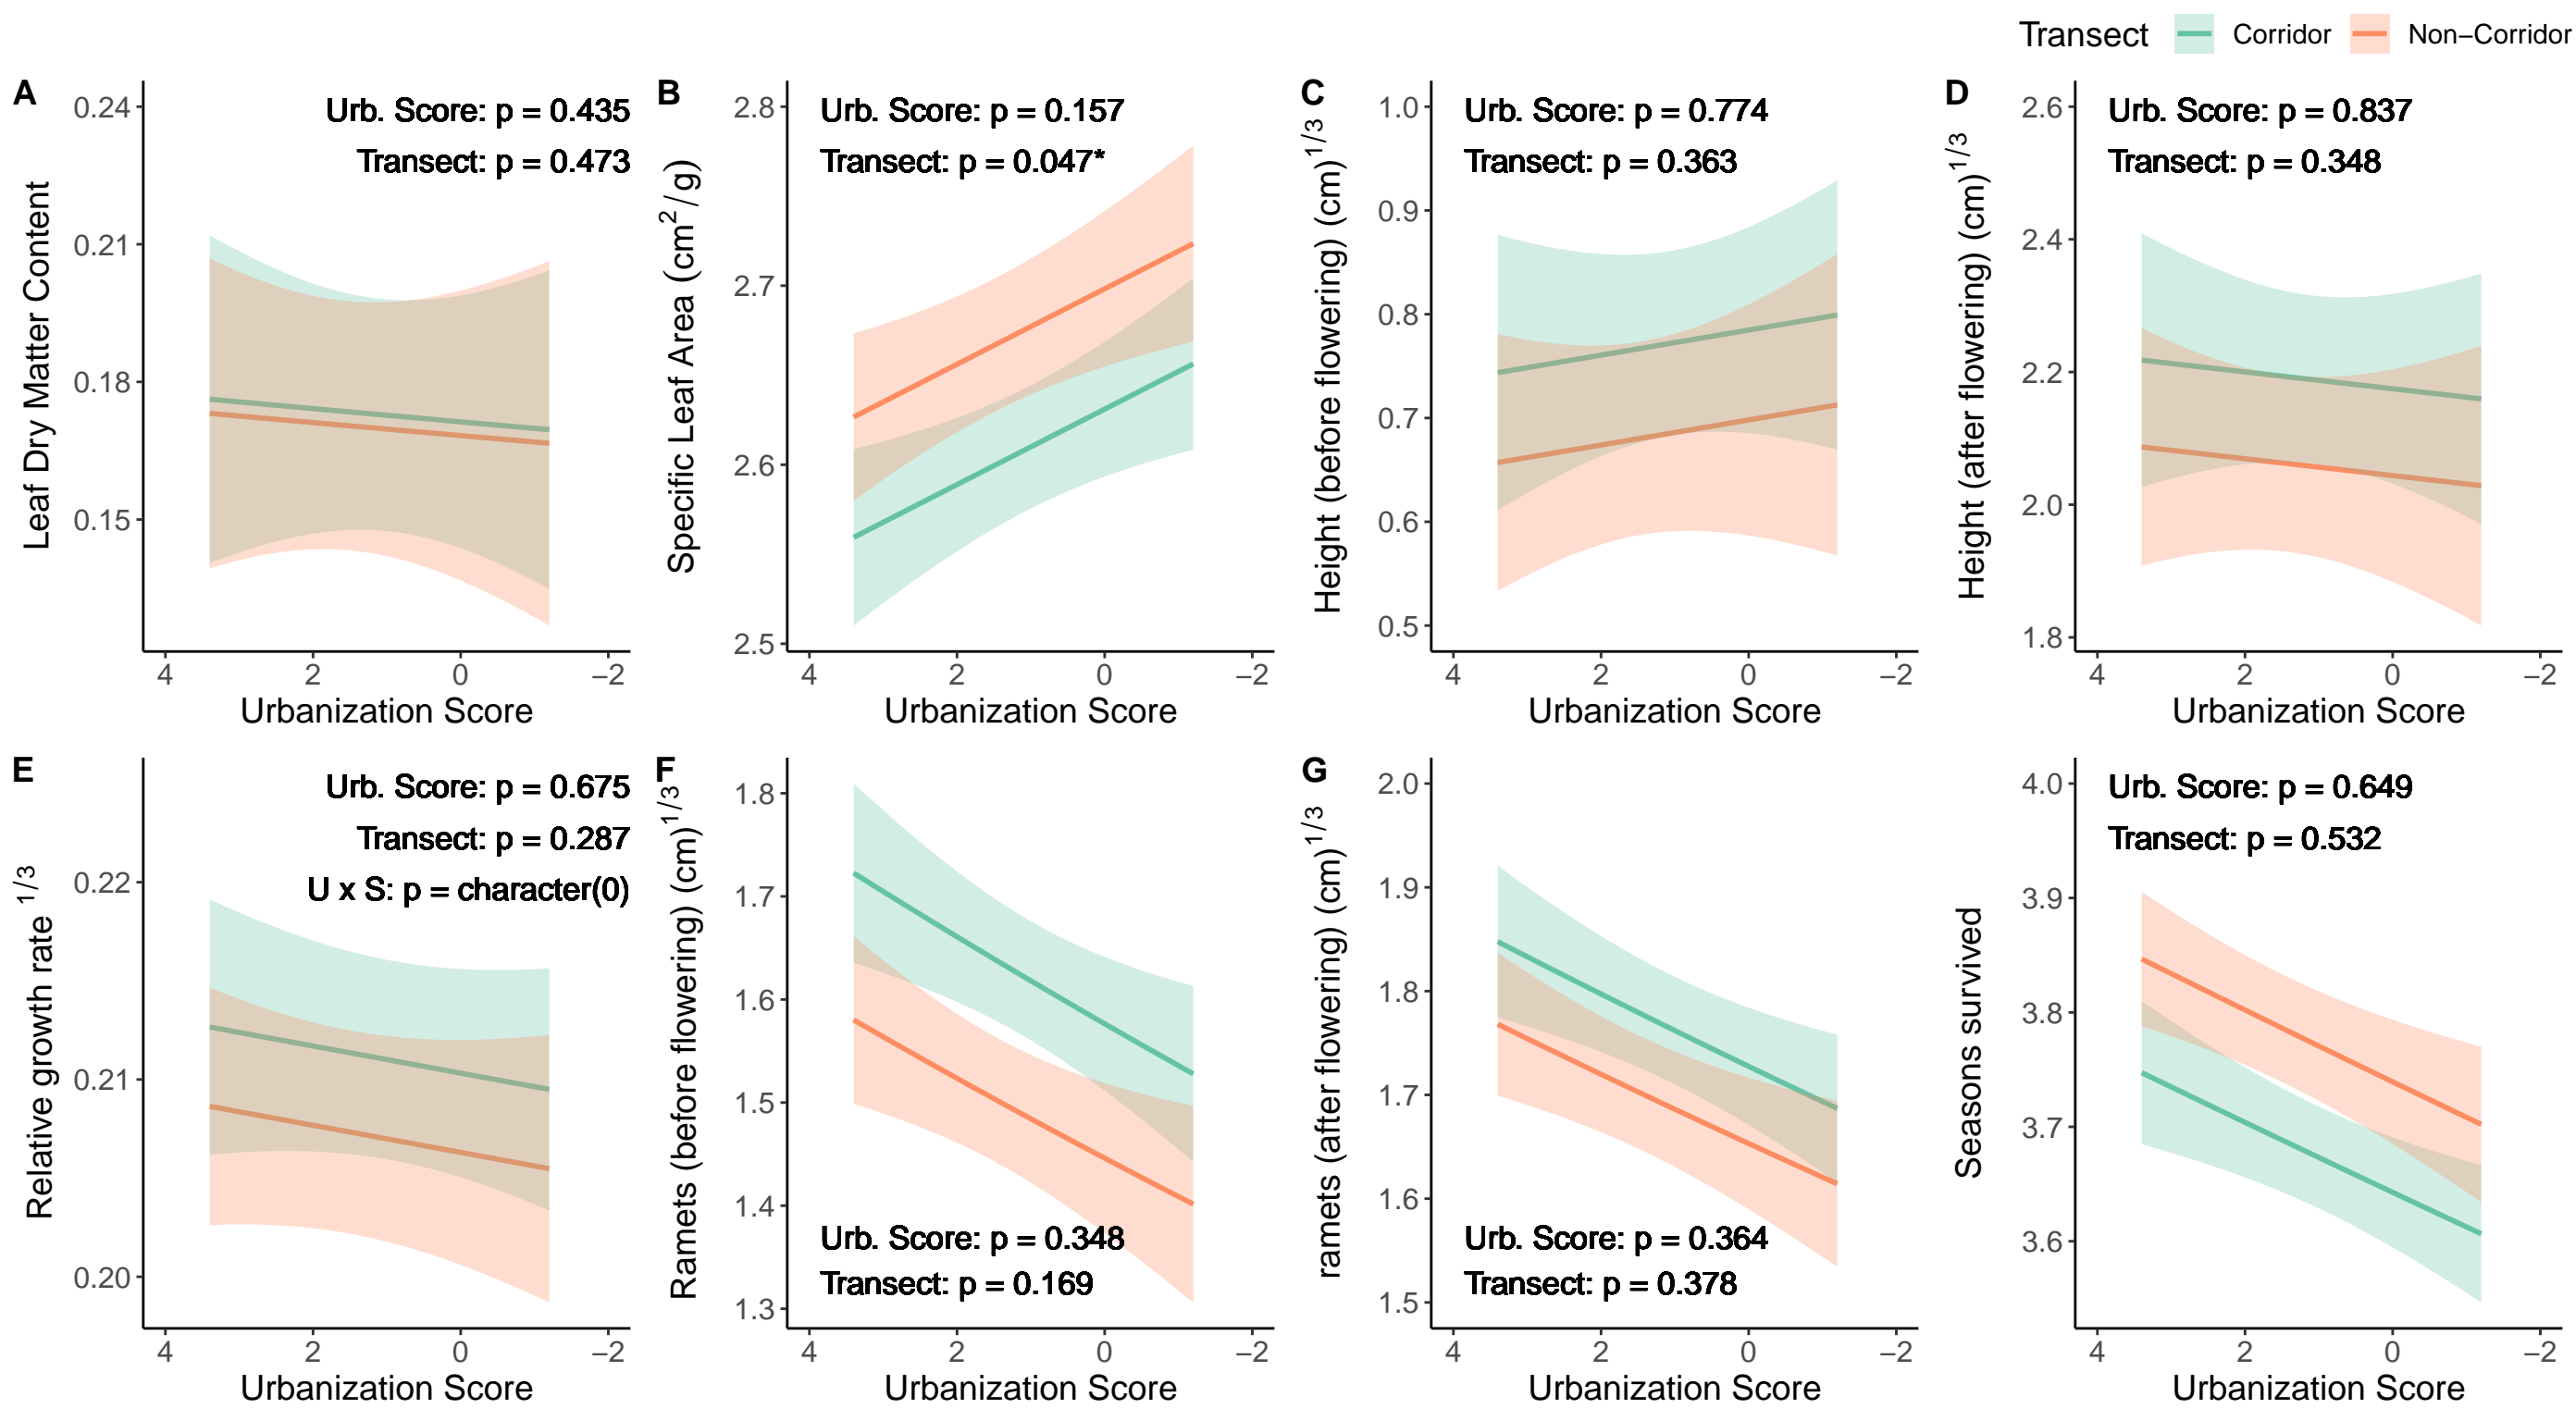 Transect Corridor Non−Corridor
A
Leaf Dry Matter Content
0.24
0.21
0.18
0.15
Urb. Score: p = 0.435
Transect: p = 0.473
4 2 0 −2
Urbanization Score
B
Specific Leaf Area (cm²/g)
2.8
2.7
2.6
2.5
Urb. Score: p = 0.157
Transect: p = 0.047*
4 2 0 −2
Urbanization Score
C
Height (before flowering) (cm)^1/3
1.0
0.9
0.8
0.7
0.6
0.5
Urb. Score: p = 0.774
Transect: p = 0.363
4 2 0 −2
Urbanization Score
D
Height (after flowering) (cm)^1/3
2.6
2.4
2.2
2.0
1.8
Urb. Score: p = 0.837
Transect: p = 0.348
4 2 0 −2
Urbanization Score
E
Relative growth rate^1/3
0.22
0.21
0.20
Urb. Score: p = 0.675
Transect: p = 0.287
U x S: p = character(0)
4 2 0 −2
Urbanization Score
F
Ramets (before flowering) (cm)^1/3
1.8
1.7
1.6
1.5
1.4
1.3
Urb. Score: p = 0.348
Transect: p = 0.169
4 2 0 −2
Urbanization Score
G
ramets (after flowering) (cm)^1/3
2.0
1.9
1.8
1.7
1.6
1.5
Urb. Score: p = 0.364
Transect: p = 0.378
4 2 0 −2
Urbanization Score
Seasons survived
4.0
3.9
3.8
3.7
3.6
Urb. Score: p = 0.649
Transect: p = 0.532
4 2 0 −2
Urbanization Score